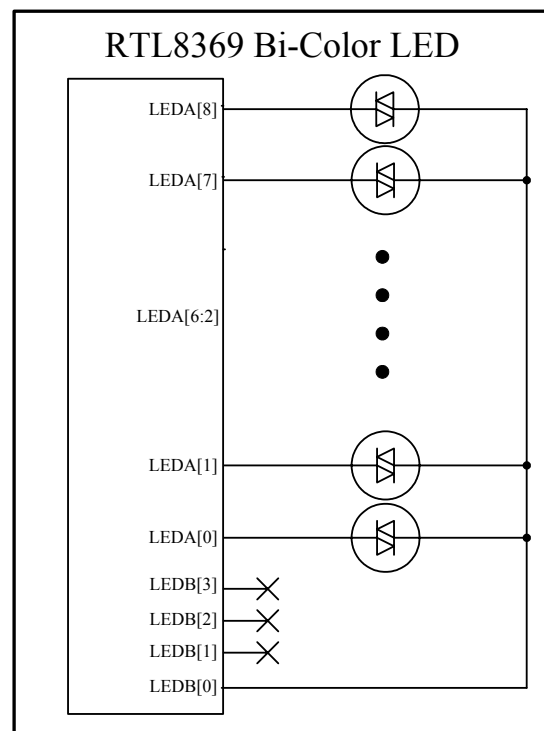 RTL8369 Bi-Color LED
LEDA[8]
LEDA[7]
LEDA[6:2]
LEDA[1]
LEDA[0]
LEDB[3]
LEDB[2]
LEDB[1]
LEDB[0]